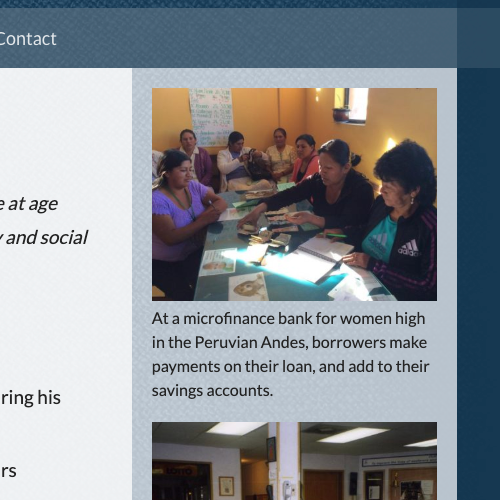 Contact
e at age
y and social
ring his
rs
adidas
At a microfinance bank for women high
in the Peruvian Andes, borrowers make
payments on their loan, and add to their
savings accounts.